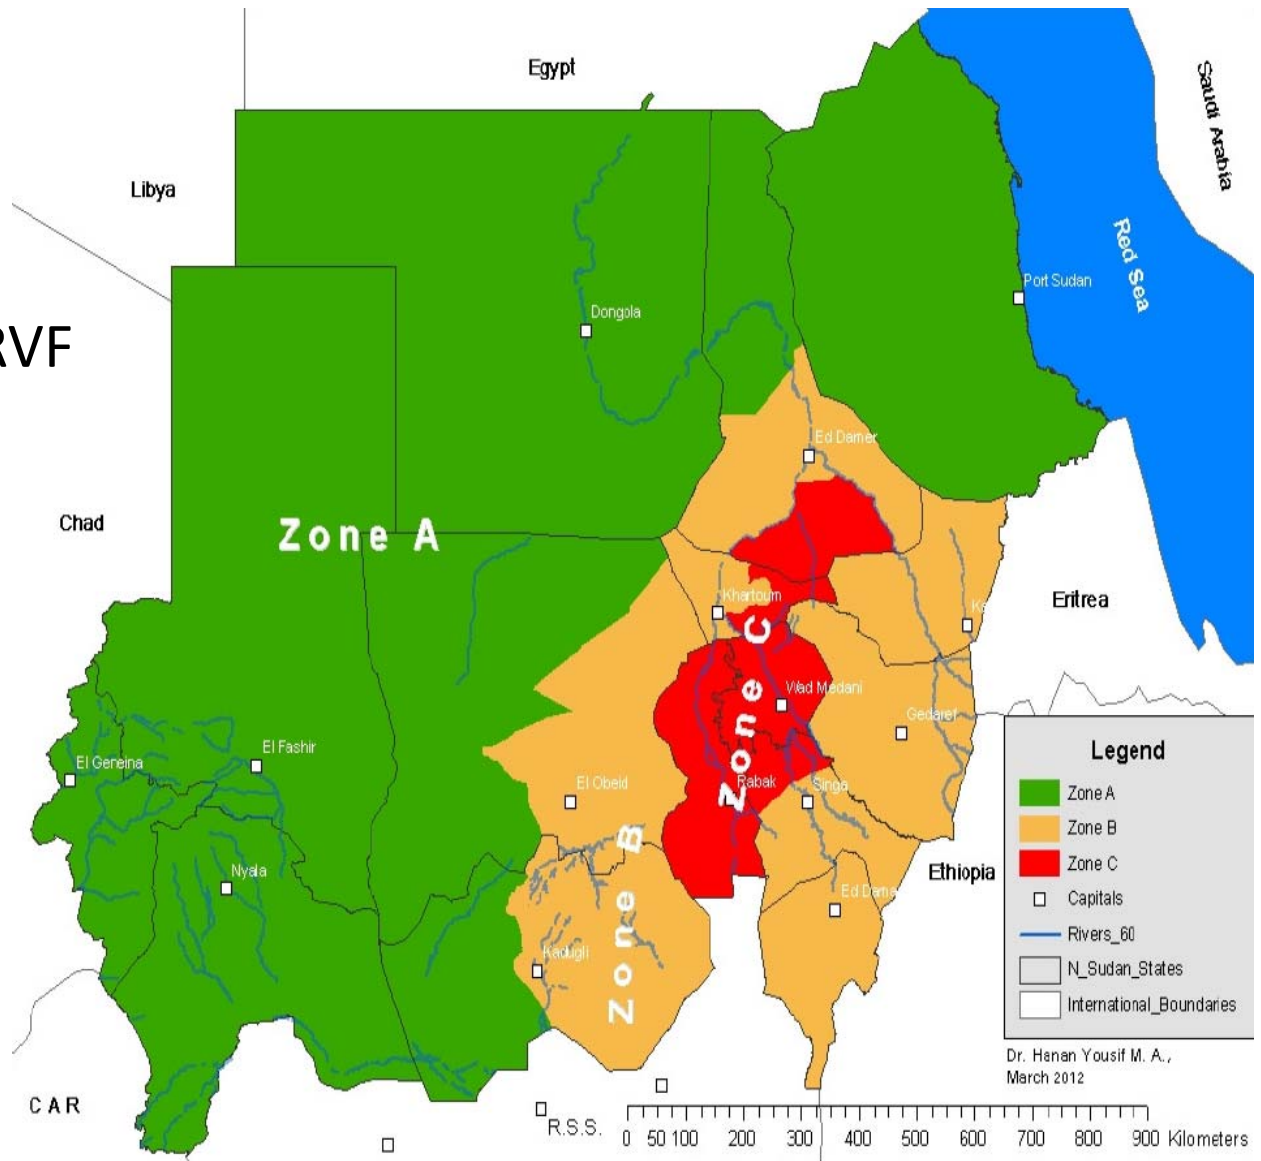 Egypt
Saudi Arabia
Libya
Red Sea
Port Sudan
Dongola
RVF
Ed Damer
Chad
Zone A
Eritrea
Khartoum
Zone C
Wad Medani
Gedaref
El Fashir
El Geneina
El Obeid
Rabak
Singa
Zone B
Nyala
Ethiopia
Ed Dama
Kadugli
Legend
Zone A
Zone B
Zone C
Capitals
Rivers_60
N_Sudan_States
International_Boundaries
Dr. Hanan Yousif M. A.,
March 2012
CAR
R.S.S.
0 50 100 200 300 400 500 600 700 800 900 Kilometers